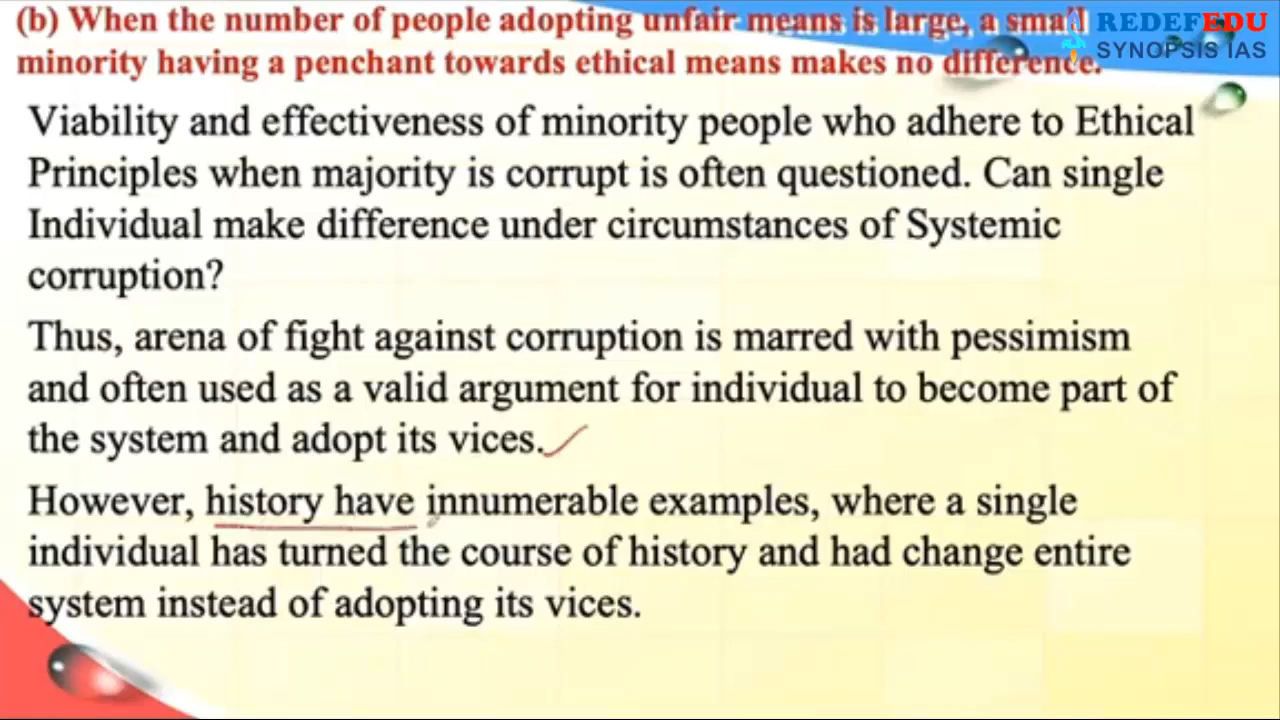 (b) When the number of people adopting unfair means is large, a small
minority having a penchant towards ethical means makes no difference.
REDEFEDU
SYNOPSIS IAS
Viability and effectiveness of minority people who adhere to Ethical
Principles when majority is corrupt is often questioned. Can single
Individual make difference under circumstances of Systemic
corruption?
Thus, arena of fight against corruption is marred with pessimism
and often used as a valid argument for individual to become part of
the system and adopt its vices.
However, history have innumerable examples, where a single
individual has turned the course of history and had change entire
system instead of adopting its vices.